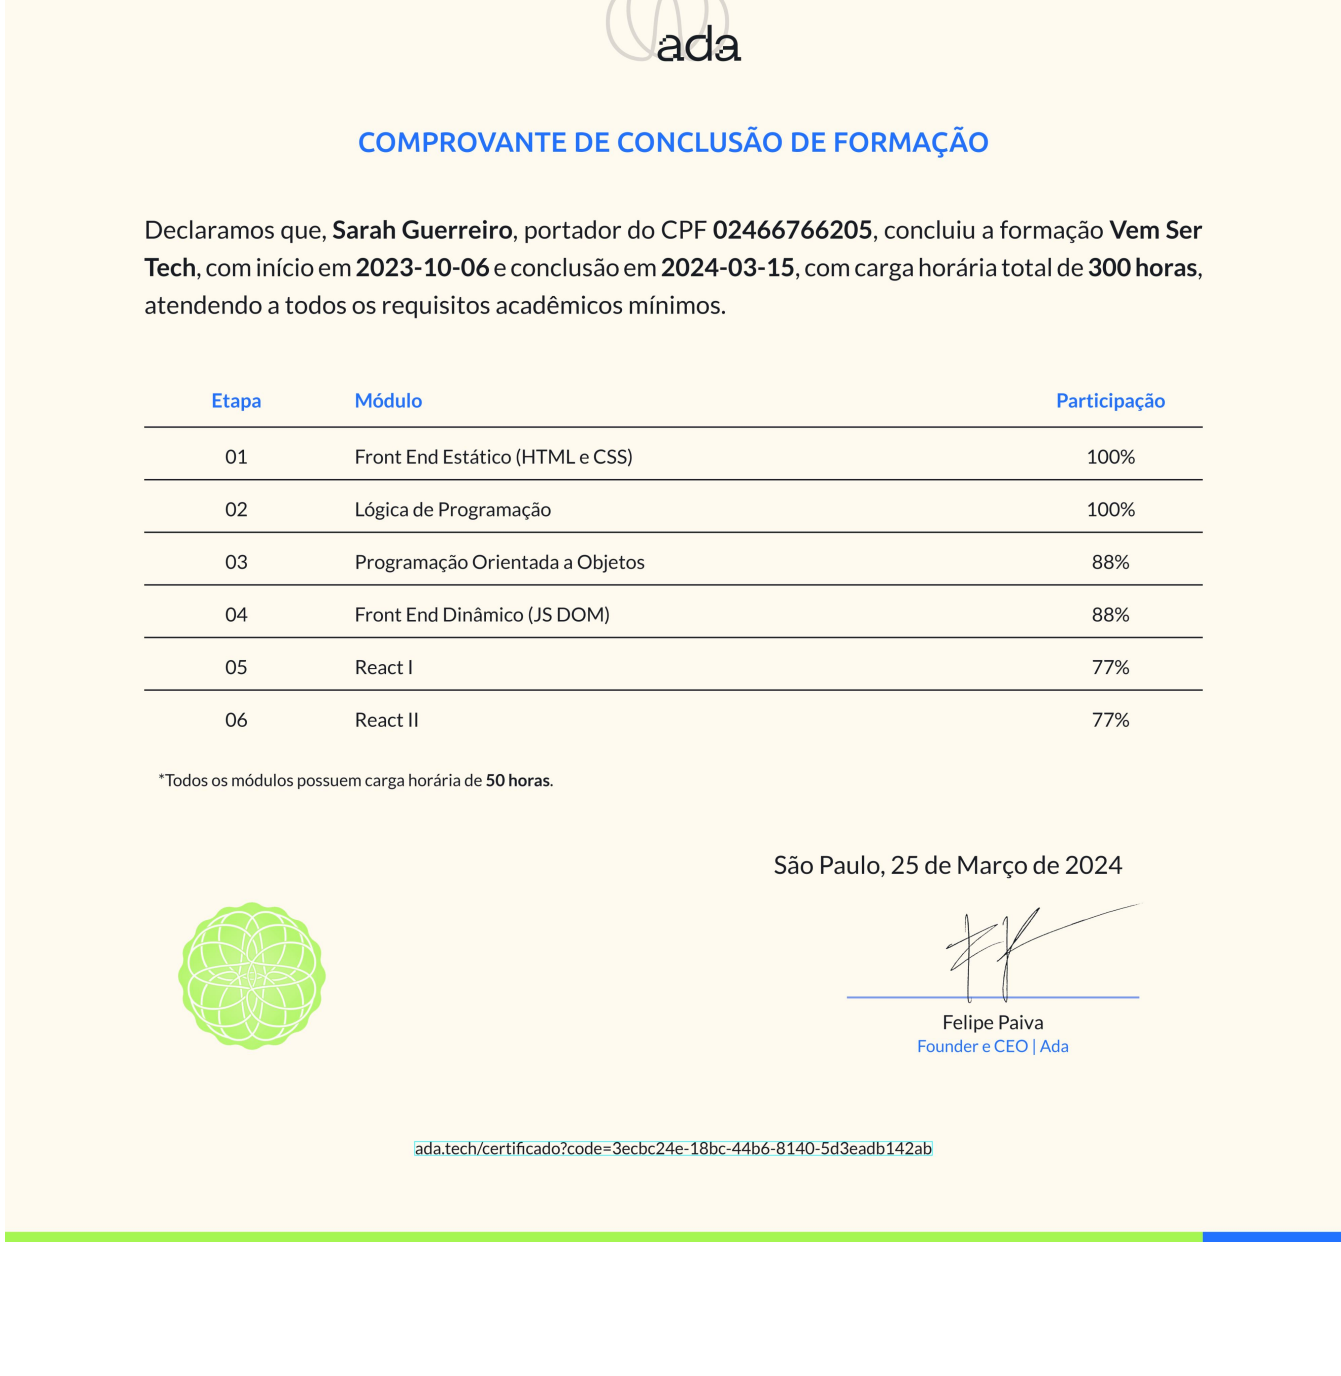 ada
COMPROVANTE DE CONCLUSÃO DE FORMAÇÃO
Declaramos que, Sarah Guerreiro, portador do CPF 02466766205, concluiu a formação Vem Ser
Tech, com início em 2023-10-06 e conclusão em 2024-03-15, com carga horária total de 300 horas,
atendendo a todos os requisitos acadêmicos mínimos.
Etapa Módulo Participação
01 Front End Estático (HTML e CSS) 100%
02 Lógica de Programação 100%
03 Programação Orientada a Objetos 88%
04 Front End Dinâmico (JS DOM) 88%
05 React I 77%
06 React II 77%
*Todos os módulos possuem carga horária de 50 horas.
São Paulo, 25 de Março de 2024
Felipe Paiva
Founder e CEO | Ada
ada.tech/certificado?code=3ecbc24e-18bc-44b6-8140-5d3eadb142ab